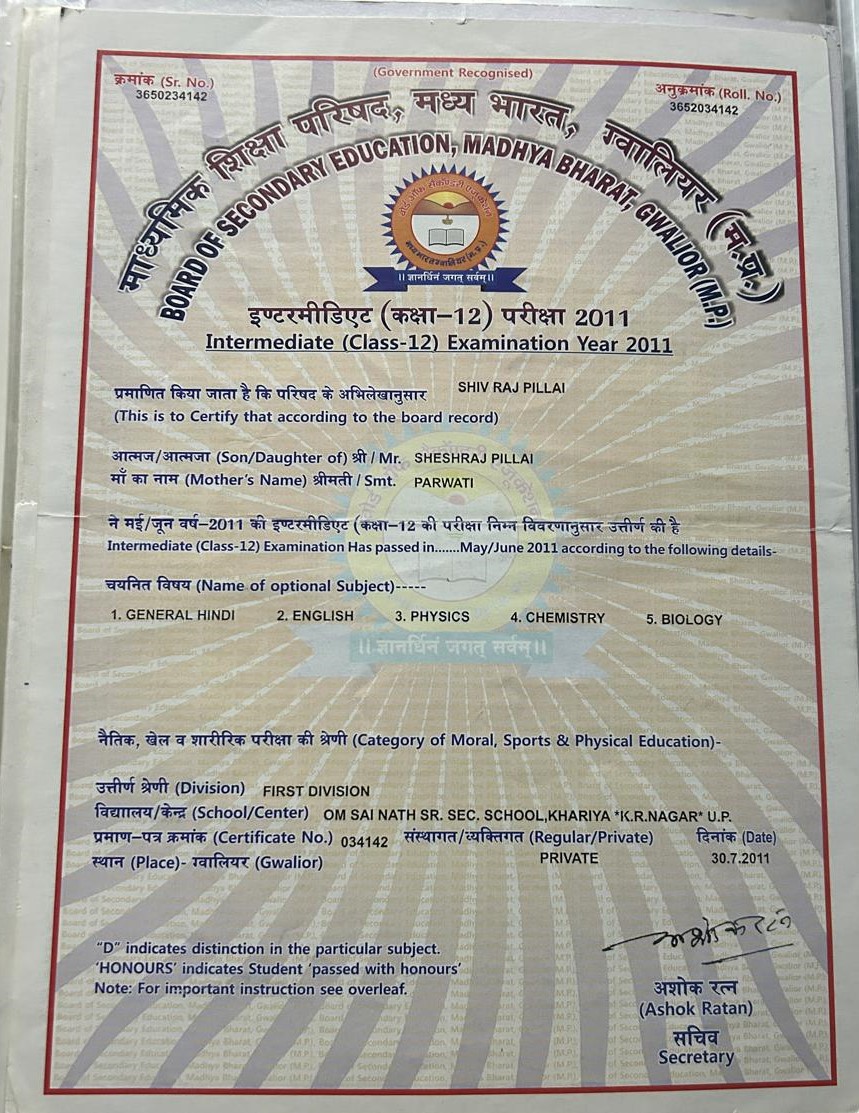 (Government Recognised)
क्रमांक (Sr. No.)
3650234142
अनुक्रमांक (Roll. No.)
3652034142
माध्यमिक शिक्षा परिषद, मध्य भारत, ग्वालियर (म.प्र.)
BOARD OF SECONDARY EDUCATION, MADHYA BHARAT, GWALIOR (M.P.)
।। ज्ञानर्धिनं जगत् सर्वम्।।
इण्टरमीडिएट (कक्षा–12) परीक्षा 2011
Intermediate (Class-12) Examination Year 2011
प्रमाणित किया जाता है कि परिषद के अभिलेखानुसार SHIV RAJ PILLAI
(This is to Certify that according to the board record)
आत्मज/आत्मजा (Son/Daughter of) श्री / Mr. SHESHRAJ PILLAI
माँ का नाम (Mother's Name) श्रीमती / Smt. PARWATI
ने मई/जून वर्ष–2011 की इण्टरमीडिएट (कक्षा–12 की परीक्षा निम्न विवरणानुसार उत्तीर्ण की है
Intermediate (Class-12) Examination Has passed in.......May/June 2011 according to the following details-
चयनित विषय (Name of optional Subject)-----
1. GENERAL HINDI 2. ENGLISH 3. PHYSICS 4. CHEMISTRY 5. BIOLOGY
।। ज्ञानर्धिनं जगत् सर्वम्।।
नैतिक, खेल व शारीरिक परीक्षा की श्रेणी (Category of Moral, Sports & Physical Education)-
उत्तीर्ण श्रेणी (Division) FIRST DIVISION
विद्याालय/केन्द्र (School/Center) OM SAI NATH SR. SEC. SCHOOL,KHARIYA *K.R.NAGAR* U.P.
प्रमाण–पत्र क्रमांक (Certificate No.) 034142 संस्थागत/व्यक्तिगत (Regular/Private) दिनांक (Date)
स्थान (Place)- ग्वालियर (Gwalior) PRIVATE 30.7.2011
"D" indicates distinction in the particular subject.
'HONOURS' indicates Student 'passed with honours'
Note: For important instruction see overleaf.
अशोक रत्न
(Ashok Ratan)
सचिव
Secretary